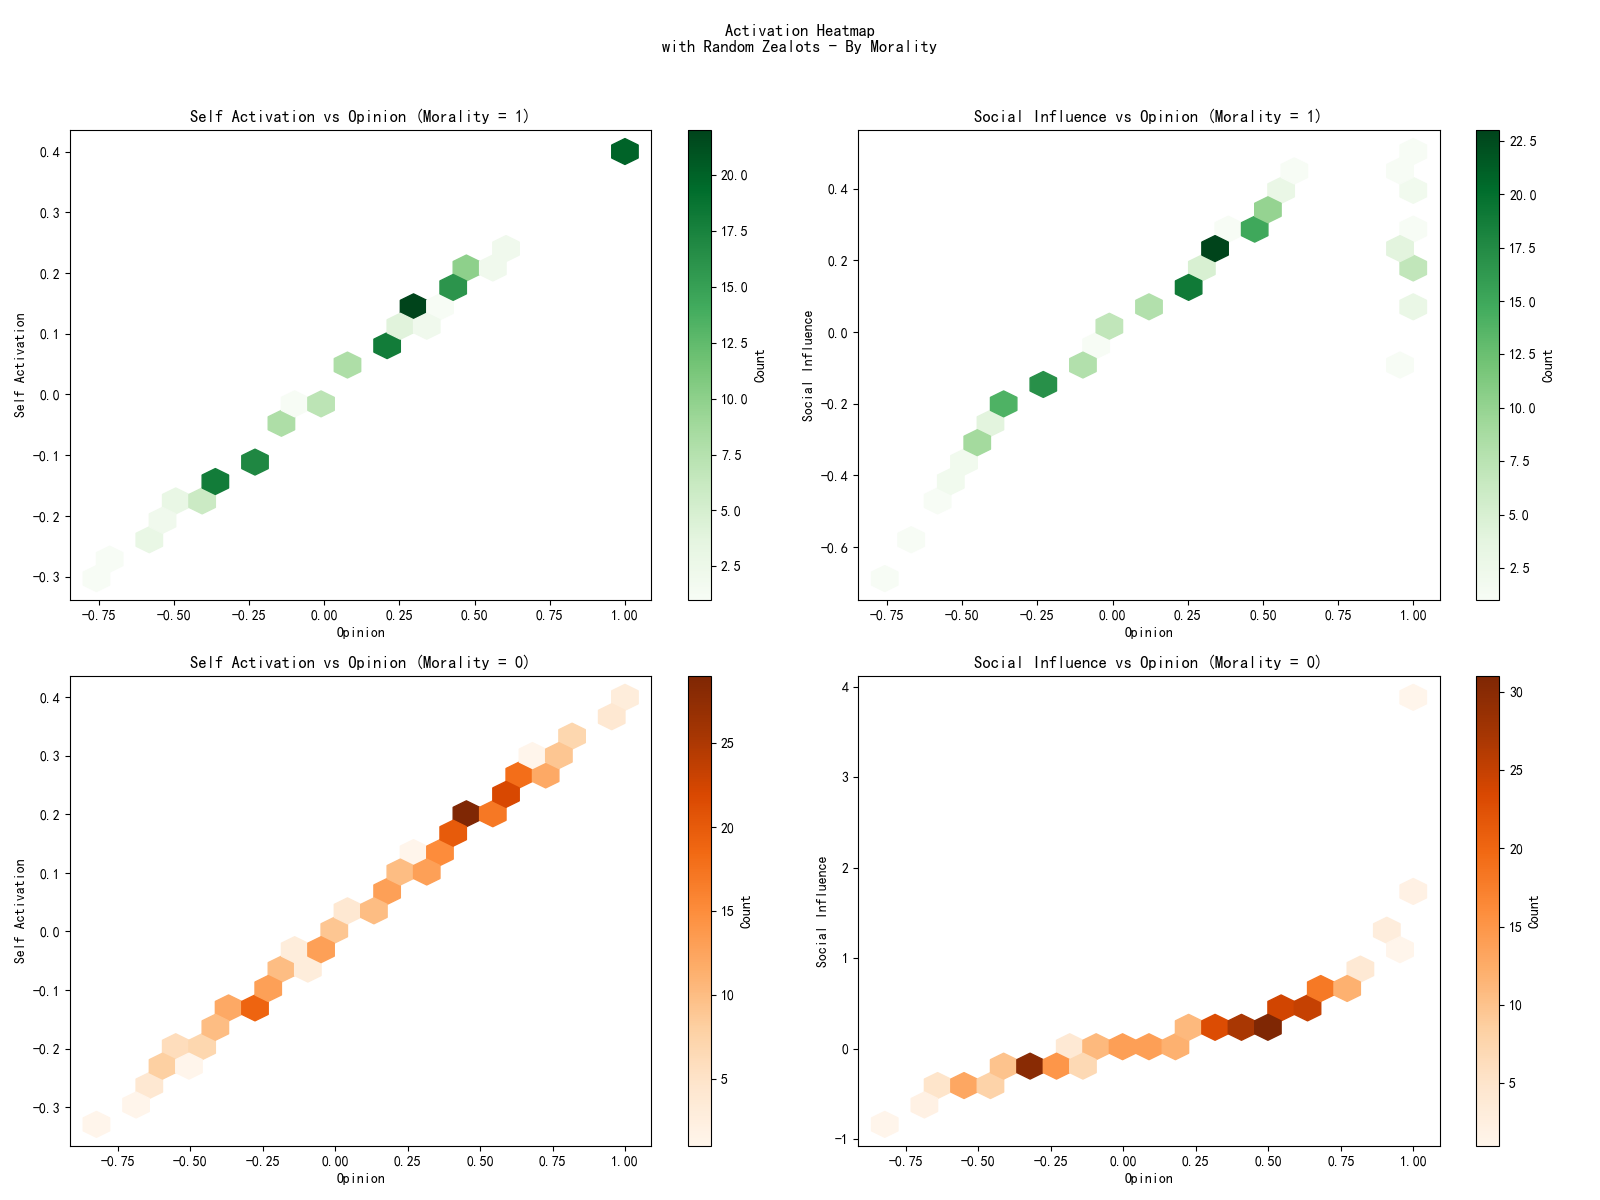 Activation Heatmap
with Random Zealots - By Morality
Self Activation vs Opinion (Morality = 1)
Self Activation
0.4
0.3
0.2
0.1
0.0
-0.1
-0.2
-0.3
-0.75 -0.50 -0.25 0.00 0.25 0.50 0.75 1.00
Opinion
20.0
17.5
15.0
12.5
10.0
7.5
5.0
2.5
Count
Social Influence vs Opinion (Morality = 1)
Social Influence
0.4
0.2
0.0
-0.2
-0.4
-0.6
-0.75 -0.50 -0.25 0.00 0.25 0.50 0.75 1.00
Opinion
22.5
20.0
17.5
15.0
12.5
10.0
7.5
5.0
2.5
Count
Self Activation vs Opinion (Morality = 0)
Self Activation
0.4
0.3
0.2
0.1
0.0
-0.1
-0.2
-0.3
-0.75 -0.50 -0.25 0.00 0.25 0.50 0.75 1.00
Opinion
25
20
15
10
5
Count
Social Influence vs Opinion (Morality = 0)
Social Influence
4
3
2
1
0
-1
-0.75 -0.50 -0.25 0.00 0.25 0.50 0.75 1.00
Opinion
30
25
20
15
10
5
Count